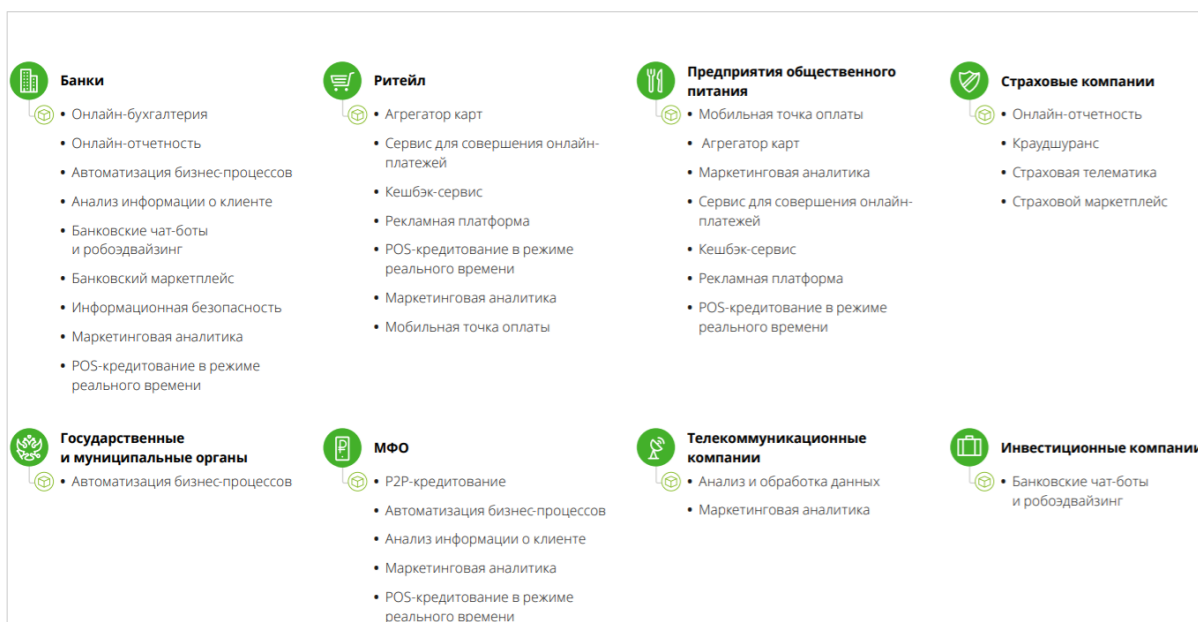 Банки
• Онлайн-бухгалтерия
• Онлайн-отчетность
• Автоматизация бизнес-процессов
• Анализ информации о клиенте
• Банковские чат-боты
и робоэдвайзинг
• Банковский маркетплейс
• Информационная безопасность
• Маркетинговая аналитика
• POS-кредитование в режиме
реального времени
Ритейл
• Агрегатор карт
• Сервис для совершения онлайн-
платежей
• Кешбэк-сервис
• Рекламная платформа
• POS-кредитование в режиме
реального времени
• Маркетинговая аналитика
• Мобильная точка оплаты
Предприятия общественного
питания
• Мобильная точка оплаты
• Агрегатор карт
• Маркетинговая аналитика
• Сервис для совершения онлайн-
платежей
• Кешбэк-сервис
• Рекламная платформа
• POS-кредитование в режиме
реального времени
Страховые компании
• Онлайн-отчетность
• Краудшуранс
• Страховая телематика
• Страховой маркетплейс
Государственные
и муниципальные органы
• Автоматизация бизнес-процессов
МФО
• P2P-кредитование
• Автоматизация бизнес-процессов
• Анализ информации о клиенте
• Маркетинговая аналитика
• POS-кредитование в режиме
реального времени
Телекоммуникационные
компании
• Анализ и обработка данных
• Маркетинговая аналитика
Инвестиционные компании
• Банковские чат-боты
и робоэдвайзинг